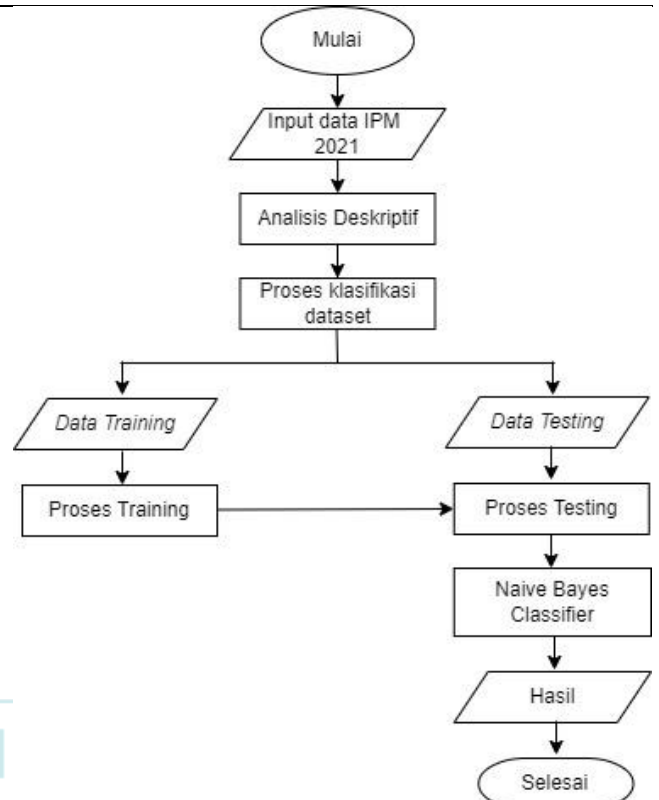 Mulai
Input data IPM
2021
Analisis Deskriptif
Proses klasifikasi
dataset
Data Training
Data Testing
Proses Training
Proses Testing
Naive Bayes
Classifier
Hasil
Selesai